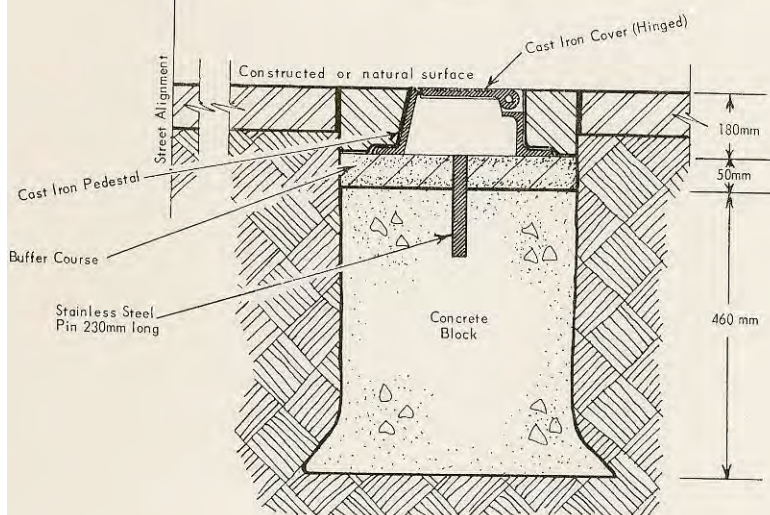 Cast Iron Cover (Hinged)
Constructed or natural surface
Street Alignment
180mm
50mm
Cast Iron Pedestal
Buffer Course
Stainless Steel
Pin 230mm long
Concrete
Block
460 mm